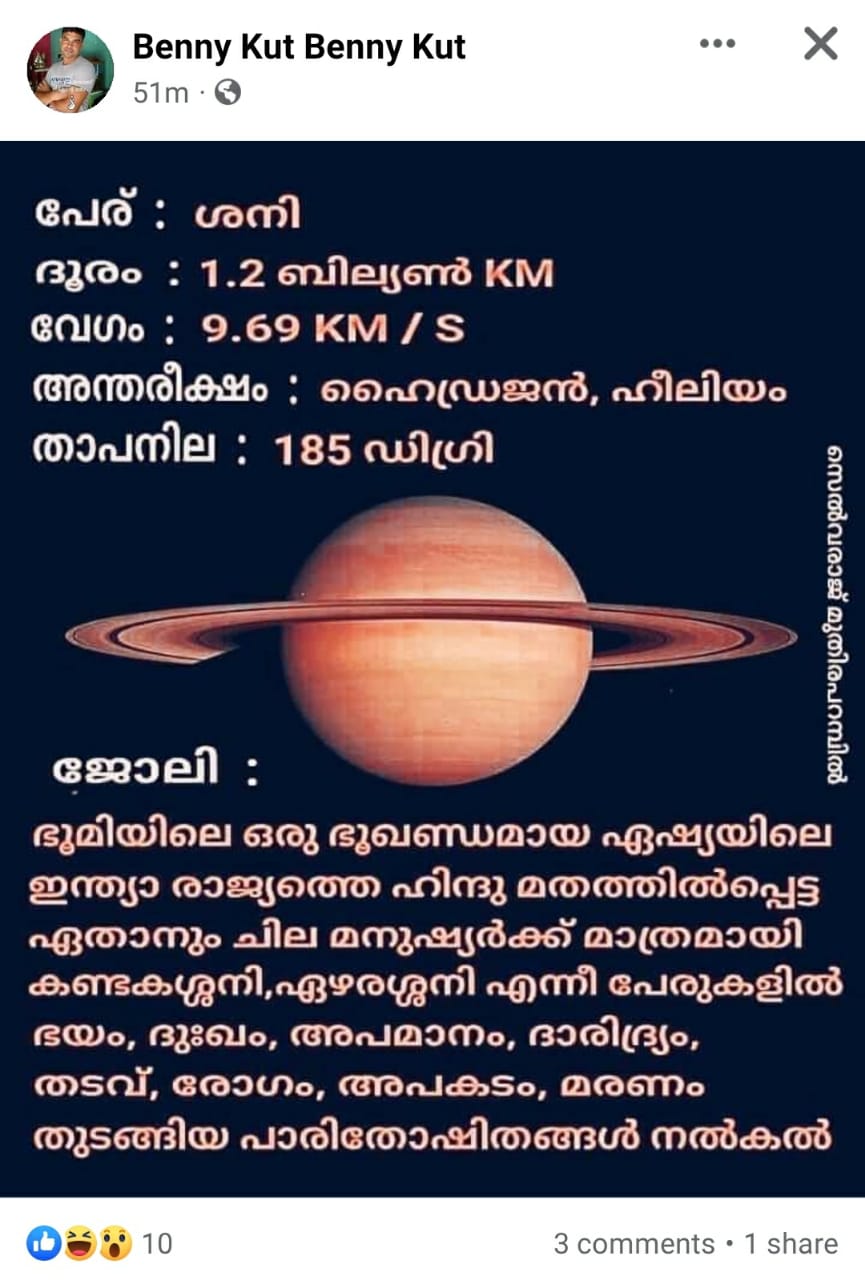 Benny Kut Benny Kut
51m ·
പേര് : ശനി
ദൂരം : 1.2 ബില്യൺ KM
വേഗം : 9.69 KM / S
അന്തരീക്ഷം : ഹൈഡ്രജൻ, ഹീലിയം
താപനില : 185 ഡിഗ്രി
സെൽവരാജ് മുതിരപറമ്പിൽ
ജോലി :
ഭൂമിയിലെ ഒരു ഭൂഖണ്ഡമായ ഏഷ്യയിലെ
ഇന്ത്യാ രാജ്യത്തെ ഹിന്ദു മതത്തിൽപ്പെട്ട
ഏതാനും ചില മനുഷ്യർക്ക് മാത്രമായി
കണ്ടകശ്ശനി,ഏഴരശ്ശനി എന്നീ പേരുകളിൽ
ഭയം, ദുഃഖം, അപമാനം, ദാരിദ്ര്യം,
തടവ്, രോഗം, അപകടം, മരണം
തുടങ്ങിയ പാരിതോഷിതങ്ങൾ നൽകൽ
10
3 comments • 1 share